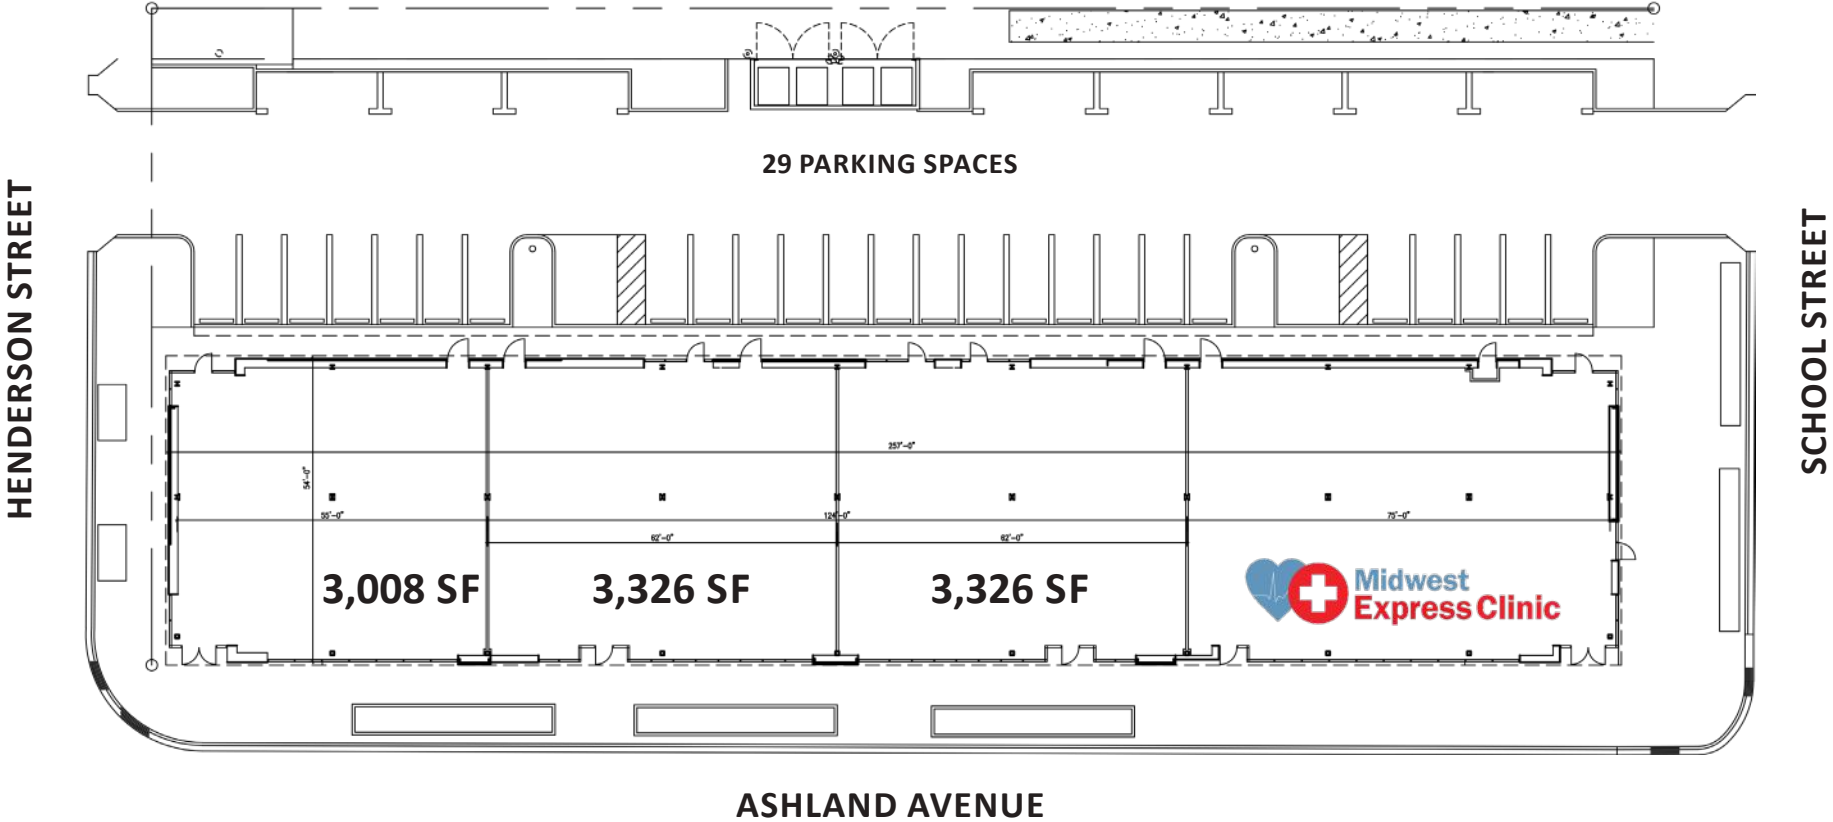 29 PARKING SPACES
HENDERSON STREET
SCHOOL STREET
257'-0"
54'-0"
55'-0"
124'-0"
75'-0"
62'-0"
62'-0"
3,008 SF
3,326 SF
3,326 SF
Midwest
Express Clinic
ASHLAND AVENUE